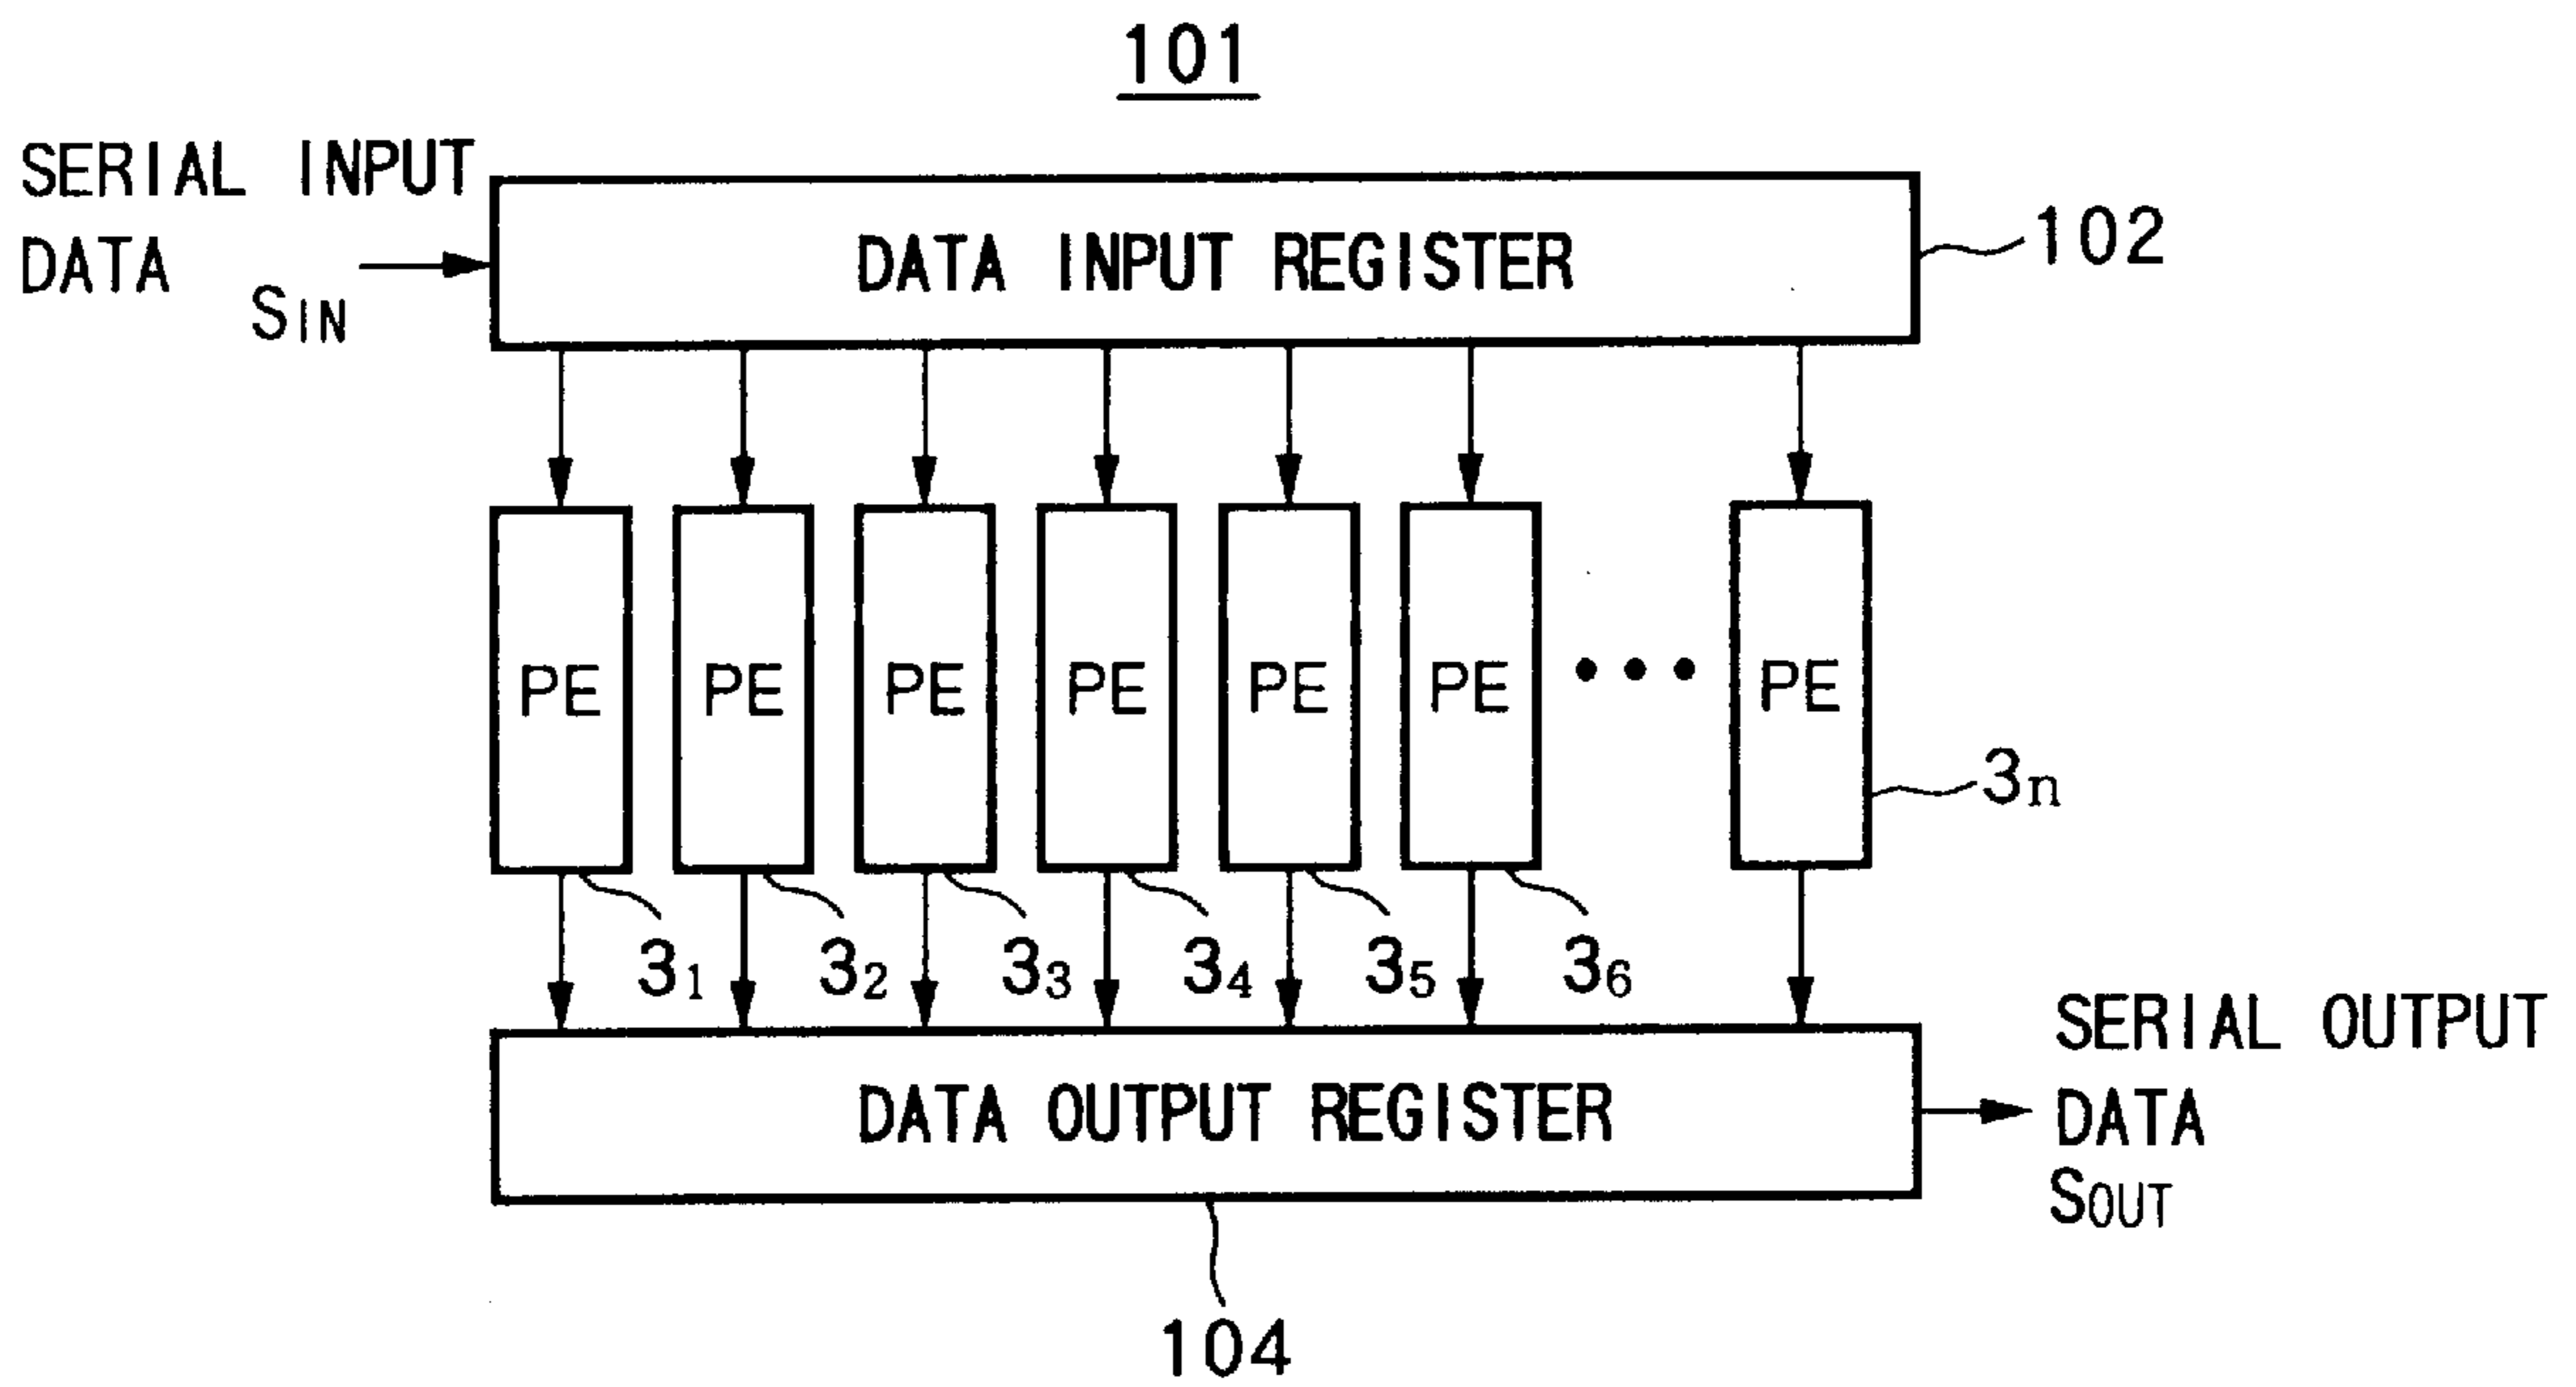 101
SERIAL INPUT
DATA
SIN
DATA INPUT REGISTER
102
PE PE PE PE PE PE ••• PE
3n
31 32 33 34 35 36
SERIAL OUTPUT
DATA
SOUT
DATA OUTPUT REGISTER
104